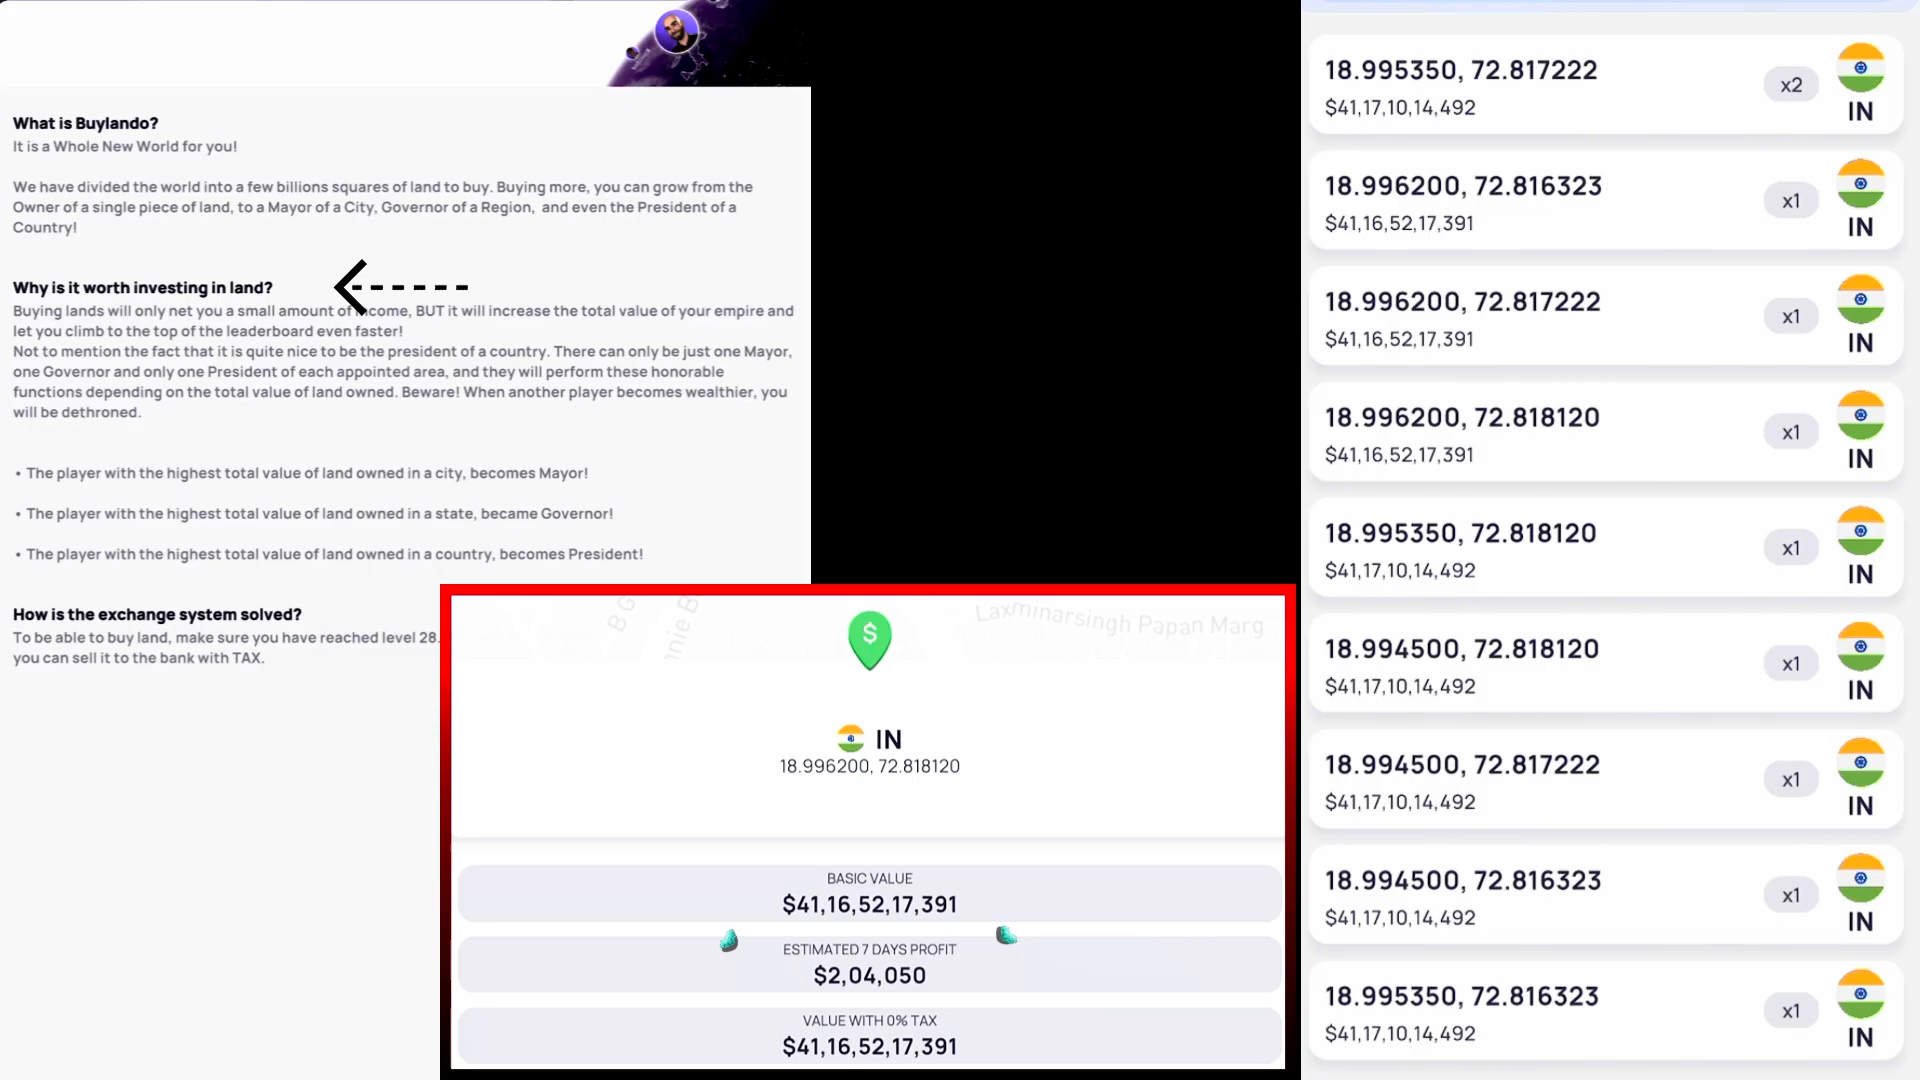 What is Buylando?
It is a Whole New World for you!
We have divided the world into a few billions squares of land to buy. Buying more, you can grow from the
Owner of a single piece of land, to a Mayor of a City, Governor of a Region, and even the President of a
Country!
Why is it worth investing in land?
Buying lands will only net you a small amount of income, BUT it will increase the total value of your empire and
let you climb to the top of the leaderboard even faster!
Not to mention the fact that it is quite nice to be the president of a country. There can only be just one Mayor,
one Governor and only one President of each appointed area, and they will perform these honorable
functions depending on the total value of land owned. Beware! When another player becomes wealthier, you
will be dethroned.
• The player with the highest total value of land owned in a city, becomes Mayor!
• The player with the highest total value of land owned in a state, became Governor!
• The player with the highest total value of land owned in a country, becomes President!
How is the exchange system solved?
To be able to buy land, make sure you have reached level 28.
you can sell it to the bank with TAX.
B G
nie B
Laxminarsingh Papan Marg
$
IN
18.996200, 72.818120
BASIC VALUE
$41,16,52,17,391
ESTIMATED 7 DAYS PROFIT
$2,04,050
VALUE WITH 0% TAX
$41,16,52,17,391
18.995350, 72.817222
$41,17,10,14,492
x2
IN
18.996200, 72.816323
$41,16,52,17,391
x1
IN
18.996200, 72.817222
$41,16,52,17,391
x1
IN
18.996200, 72.818120
$41,16,52,17,391
x1
IN
18.995350, 72.818120
$41,17,10,14,492
x1
IN
18.994500, 72.818120
$41,17,10,14,492
x1
IN
18.994500, 72.817222
$41,17,10,14,492
x1
IN
18.994500, 72.816323
$41,17,10,14,492
x1
IN
18.995350, 72.816323
$41,17,10,14,492
x1
IN